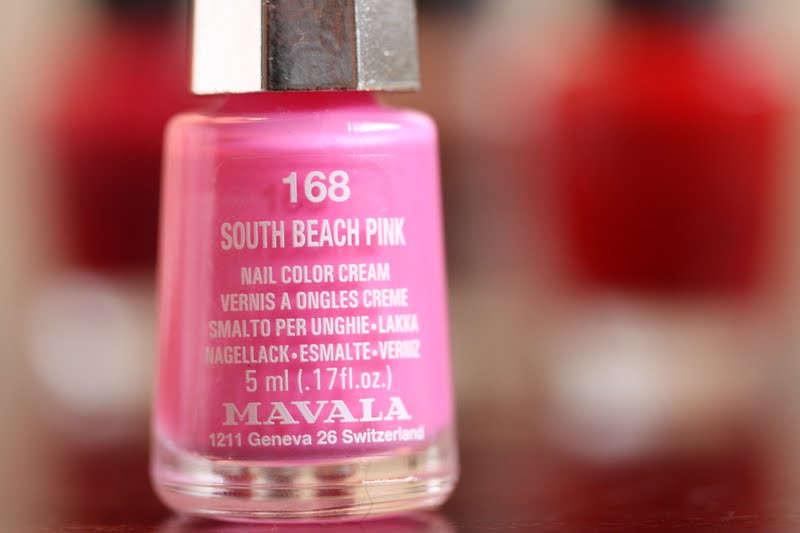 168
SOUTH BEACH PINK
NAIL COLOR CREAM
VERNIS A ONGLES CREME
SMALTO PER UNGHIE•LAKKA
NAGELLACK•ESMALTE•VERNIZ
5 ml (.17fl.oz.)
MAVALA
1211 Geneva 26 Switzerland